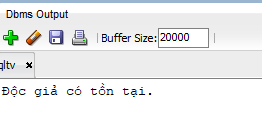 Dbms Output
Buffer Size: 20000
qltv
Độc giả có tồn tại.